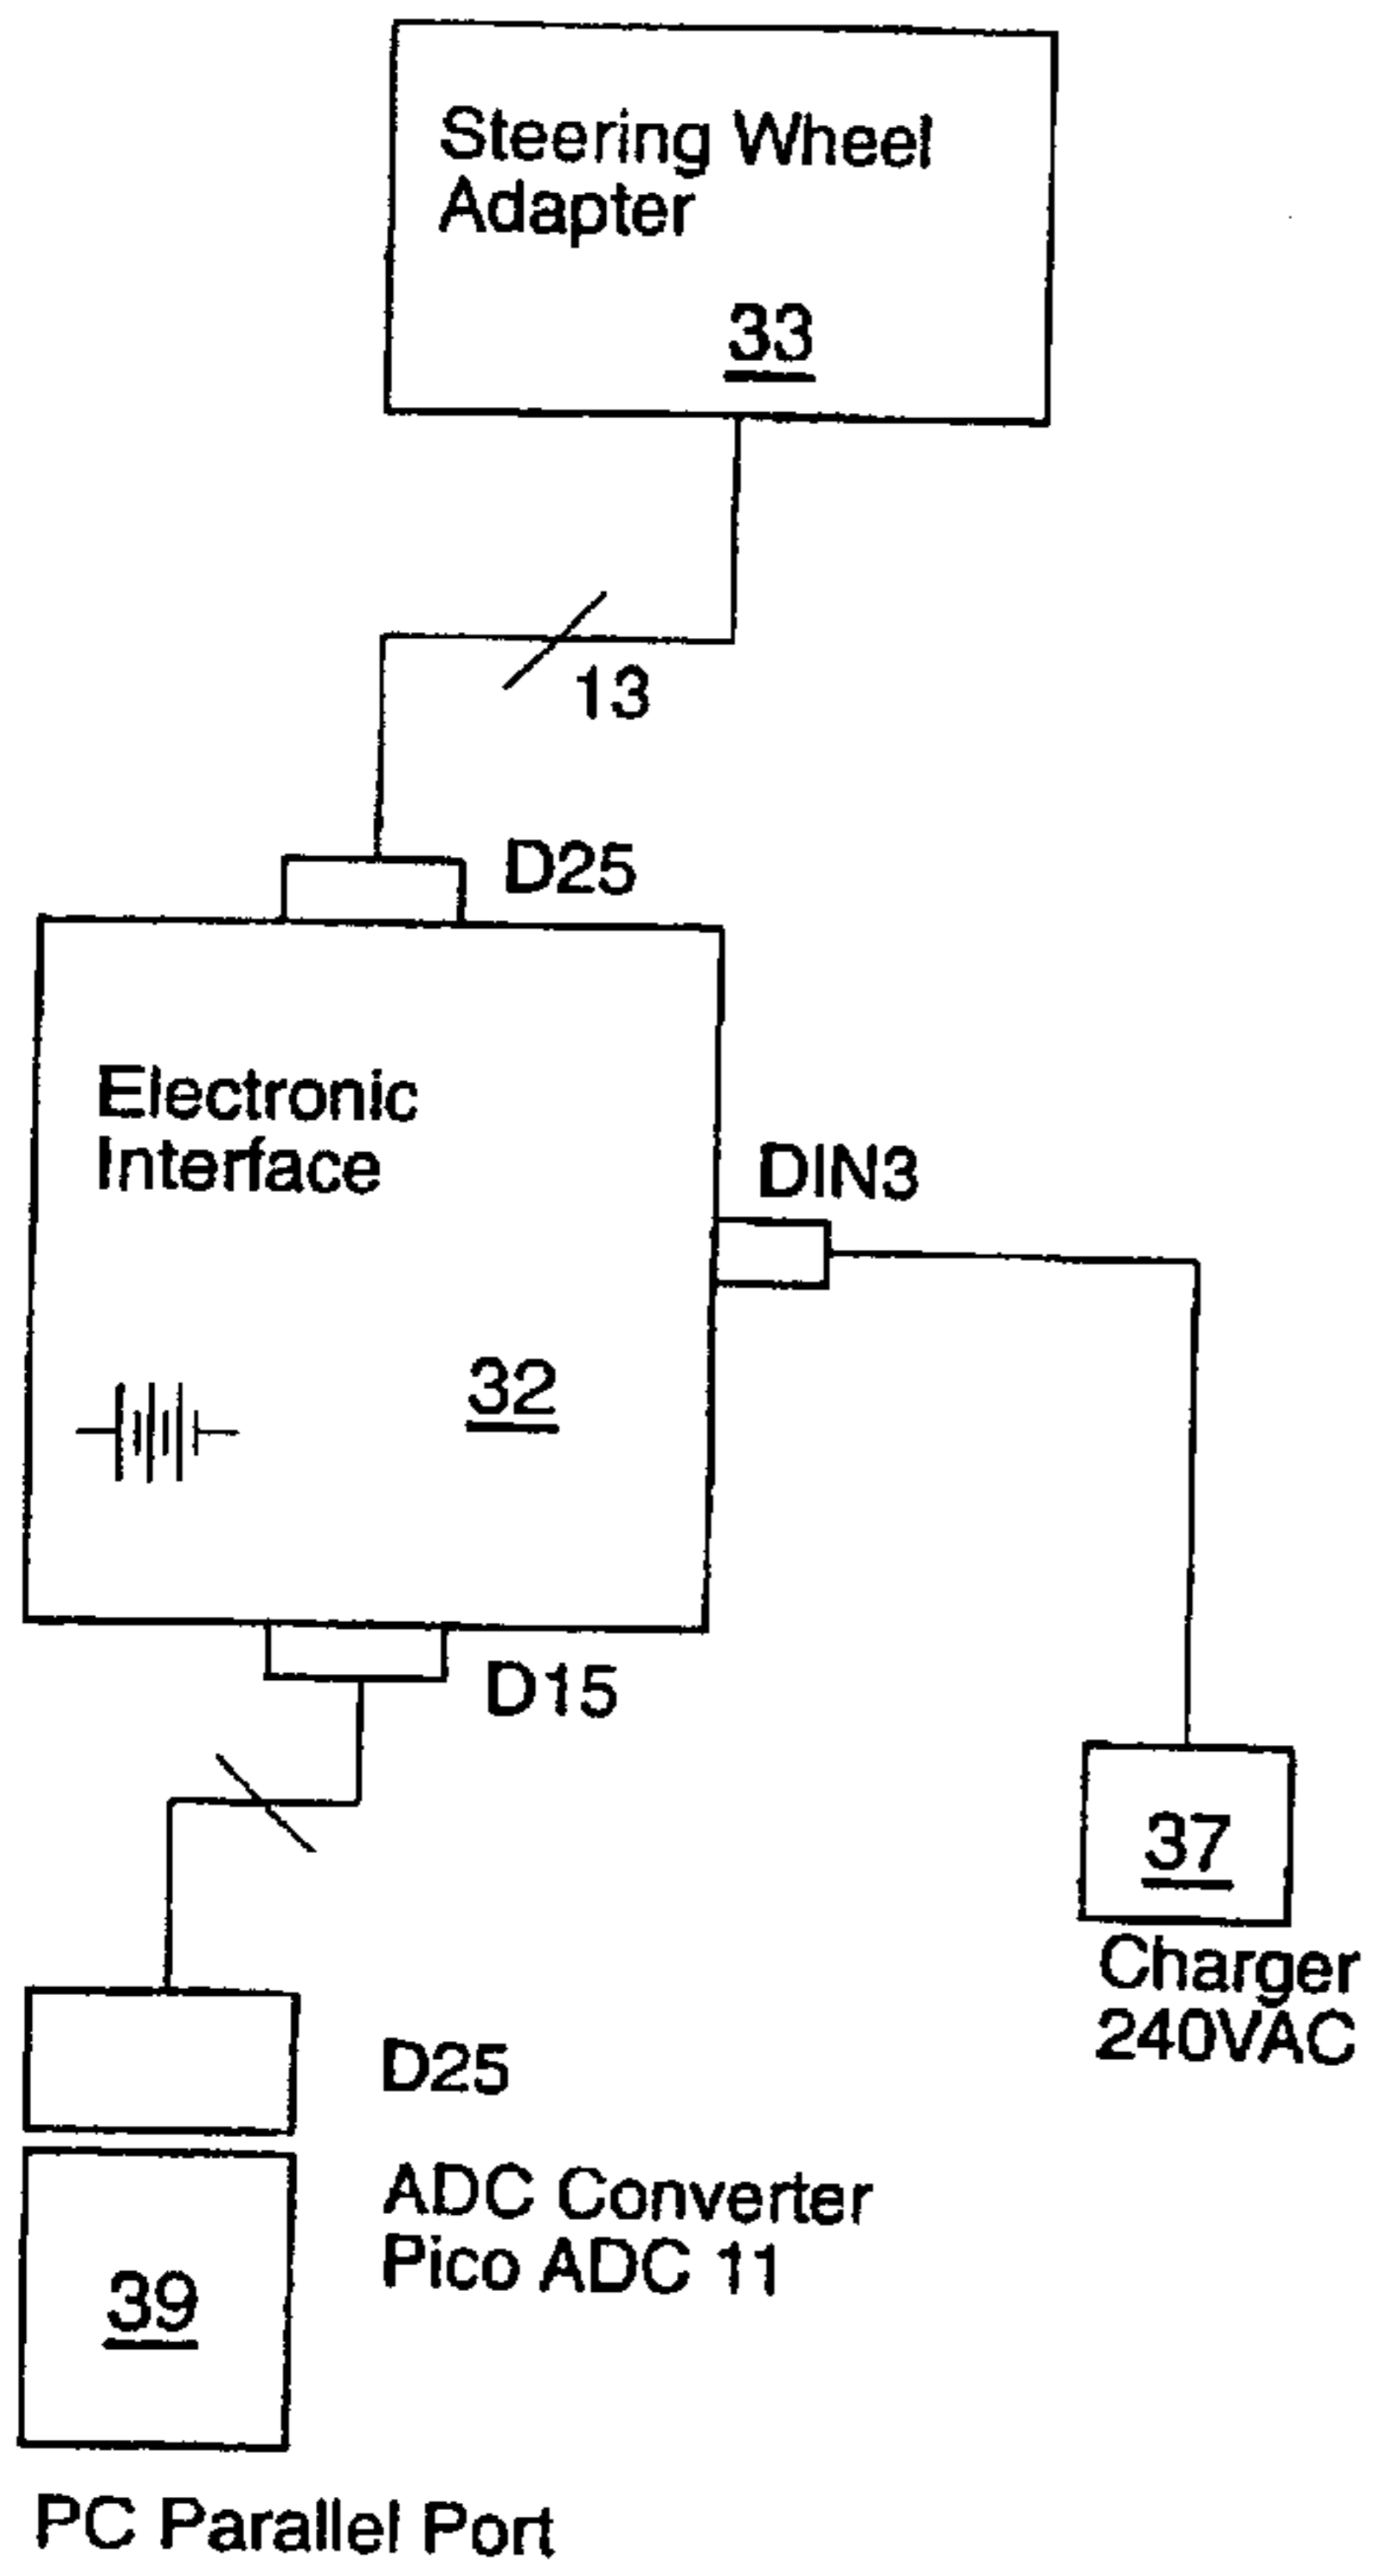 Steering Wheel
Adapter
33
13
D25
Electronic
Interface
DIN3
32
D15
37
Charger
240VAC
D25
ADC Converter
Pico ADC 11
39
PC Parallel Port